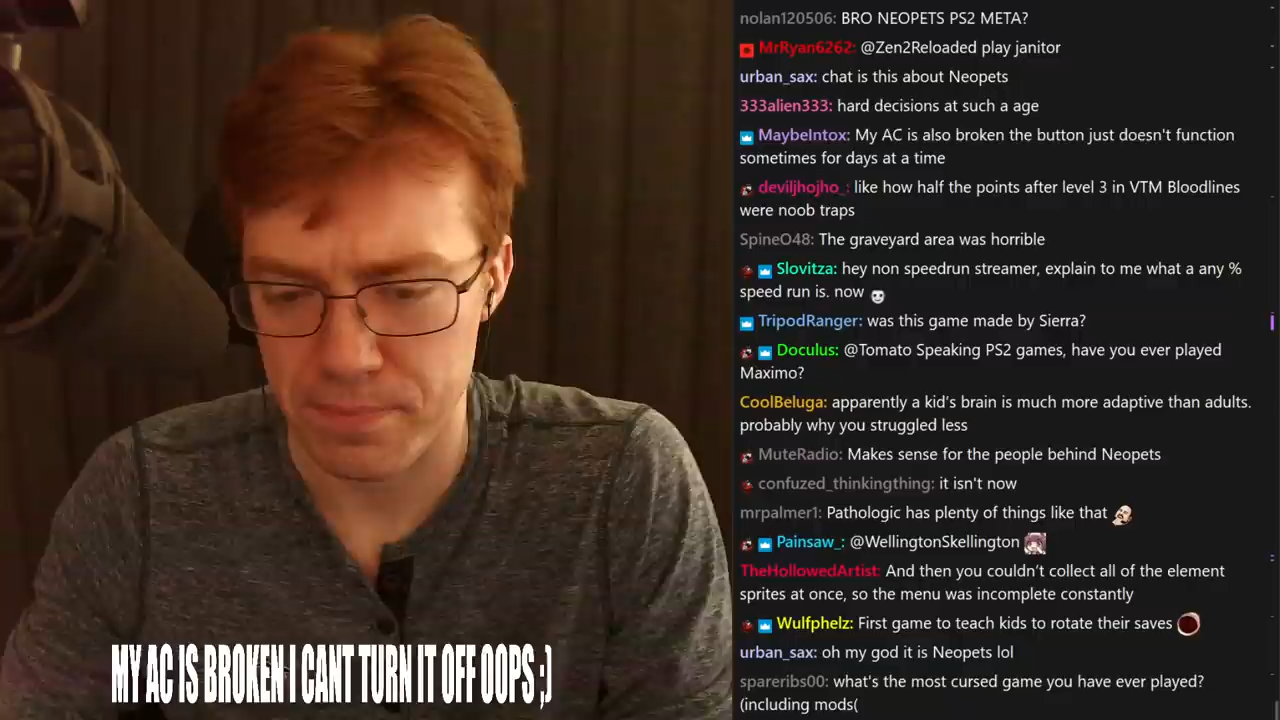 nolan120506: BRO NEOPETS PS2 META?
MrRyan6262: @Zen2Reloaded play janitor
urban_sax: chat is this about Neopets
333alien333: hard decisions at such a age
MaybeIntox: My AC is also broken the button just doesn't function
sometimes for days at a time
deviljhojho_: like how half the points after level 3 in VTM Bloodlines
were noob traps
SpineO48: The graveyard area was horrible
Slovitza: hey non speedrun streamer, explain to me what a any %
speed run is. now
TripodRanger: was this game made by Sierra?
Doculus: @Tomato Speaking PS2 games, have you ever played
Maximo?
CoolBeluga: apparently a kid's brain is much more adaptive than adults.
probably why you struggled less
MuteRadio: Makes sense for the people behind Neopets
confuzed_thinkingthing: it isn't now
mrpalmer1: Pathologic has plenty of things like that
Painsaw_: @WellingtonSkellington
TheHollowedArtist: And then you couldn't collect all of the element
sprites at once, so the menu was incomplete constantly
Wulfphelz: First game to teach kids to rotate their saves
urban_sax: oh my god it is Neopets lol
spareribs00: what's the most cursed game you have ever played?
(including mods(
MY AC IS BROKEN I CANT TURN IT OFF OOPS ;)